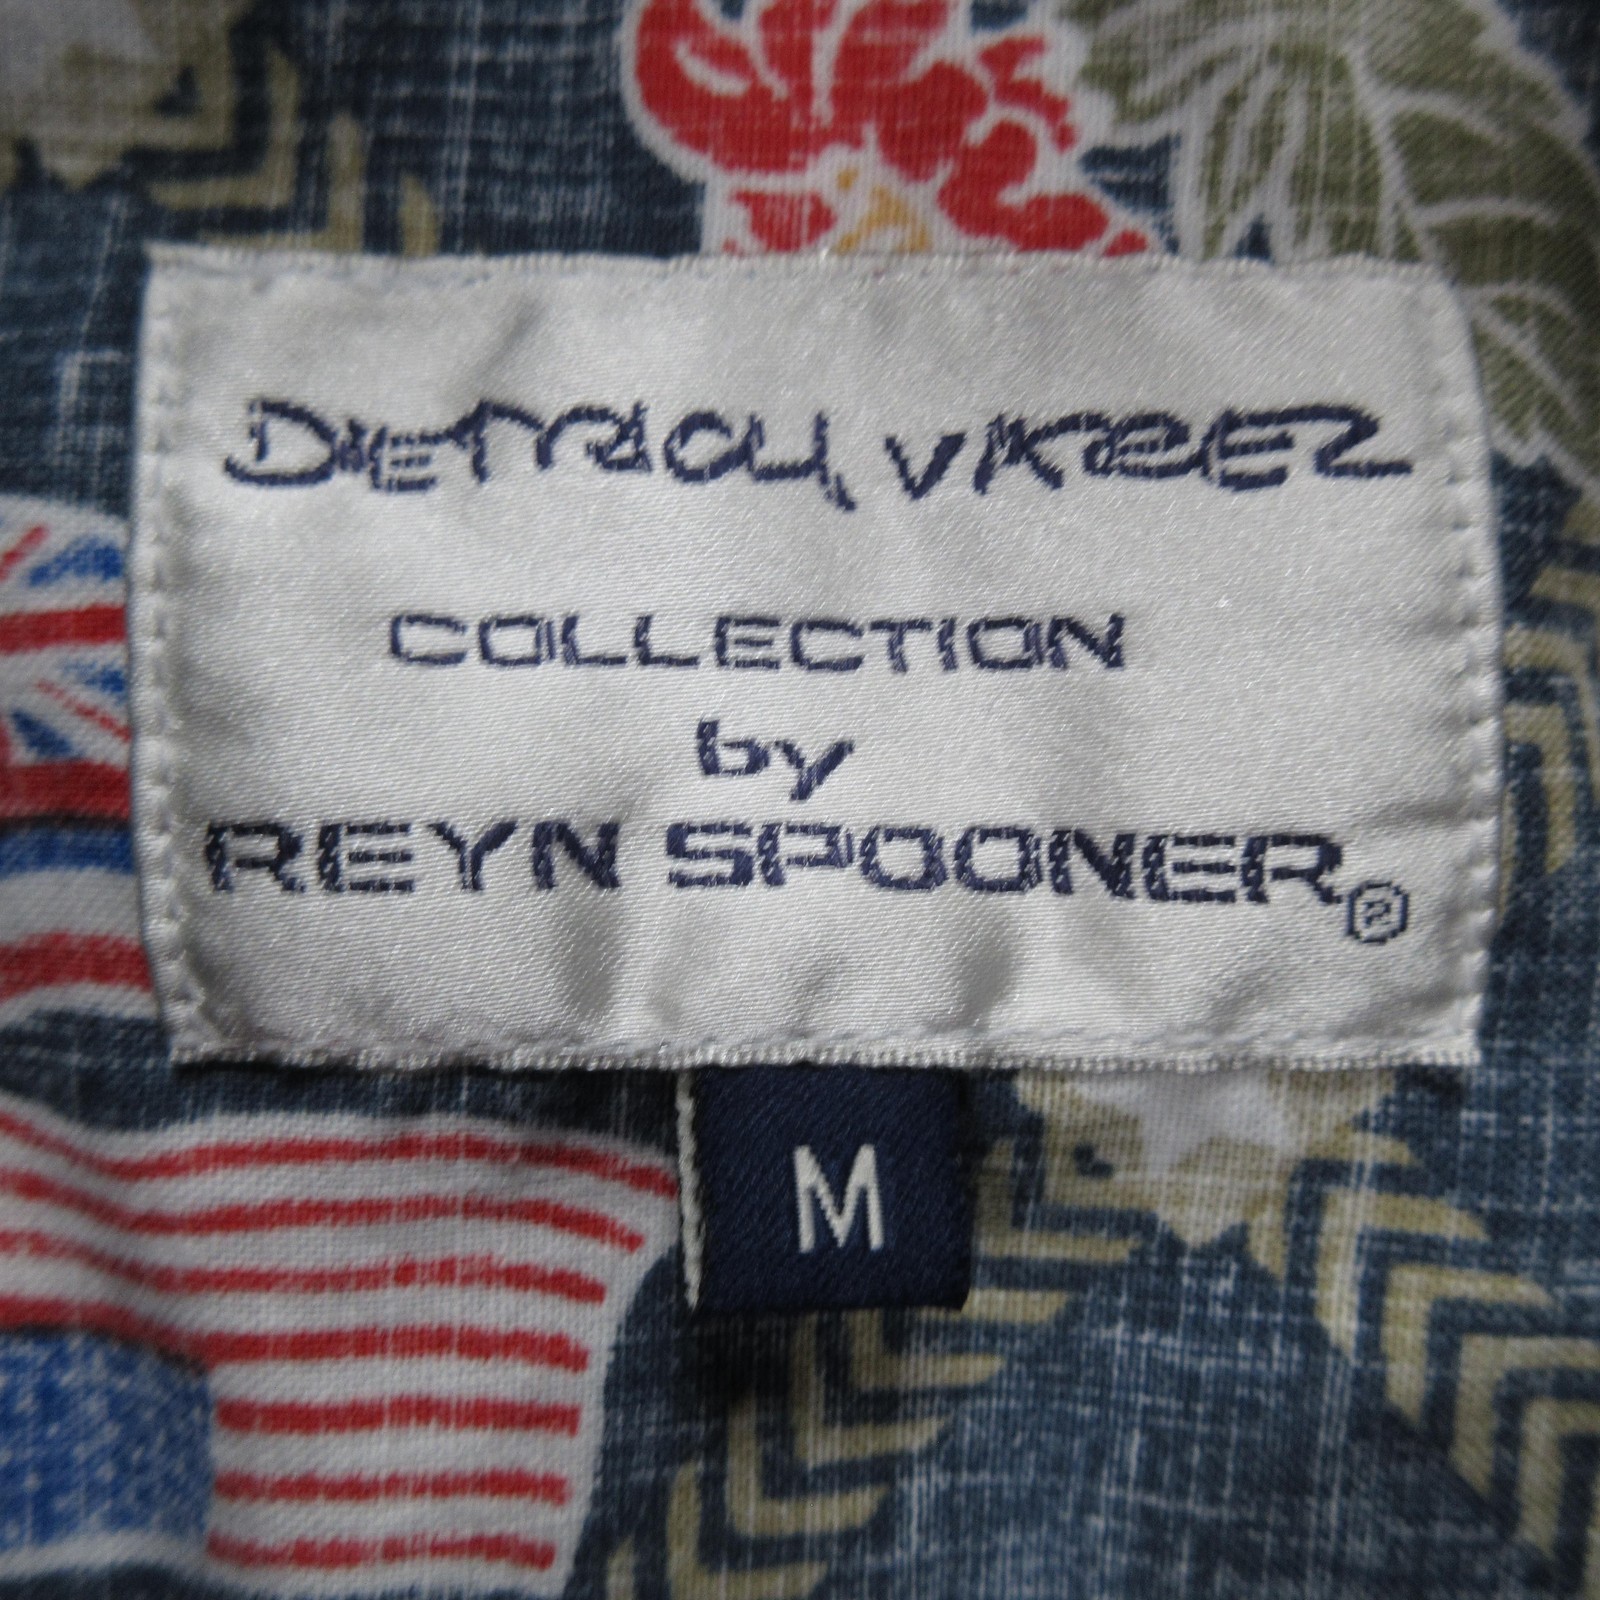 Dietrich Varez
COLLECTION
by
REYN SPOONER®
M